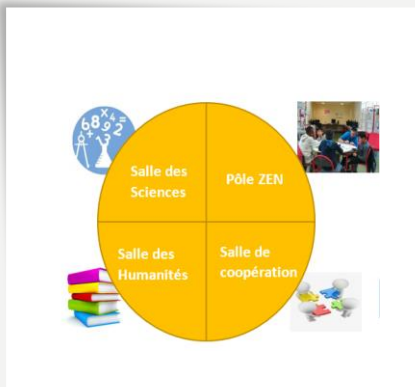 Salle des
Sciences
Pôle ZEN
Salle des
Humanités
Salle de
coopération